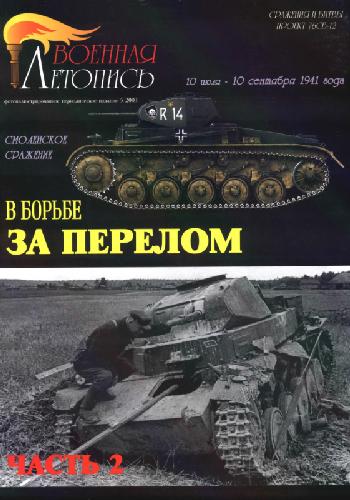 ВОЕННАЯ
ЛЕТОПИСЬ
СРАЖЕНИЯ И БИТВЫ
10 июля - 10 сентября 1941 года
R 14
СМОЛЕНСКОЕ
СРАЖЕНИЕ
В БОРЬБЕ
ЗА ПЕРЕЛОМ
ЧАСТЬ 2